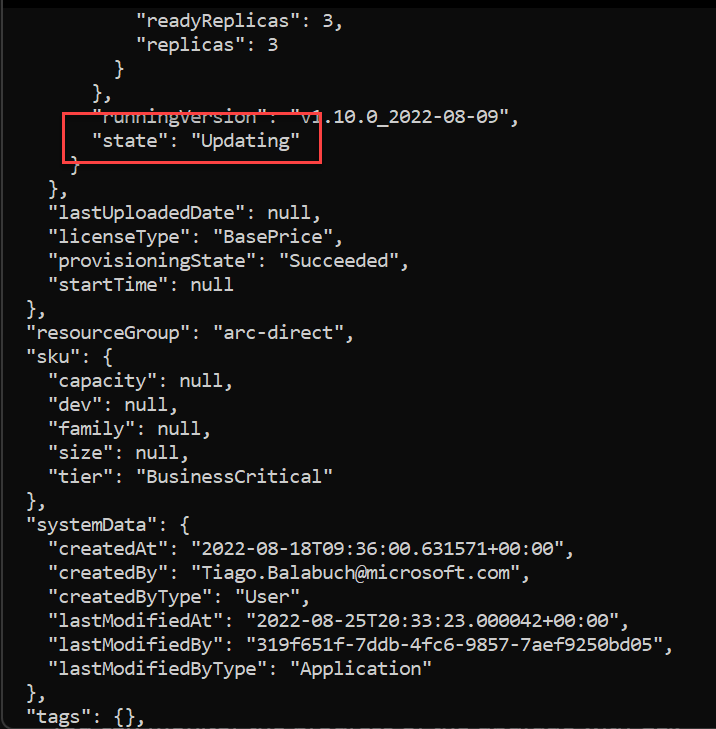 "readyReplicas": 3,
"replicas": 3
}
},
"runningVersion": "v1.10.0_2022-08-09",
"state": "Updating"
}
},
"lastUploadedDate": null,
"licenseType": "BasePrice",
"provisioningState": "Succeeded",
"startTime": null
},
"resourceGroup": "arc-direct",
"sku": {
"capacity": null,
"dev": null,
"family": null,
"size": null,
"tier": "BusinessCritical"
},
"systemData": {
"createdAt": "2022-08-18T09:36:00.631571+00:00",
"createdBy": "Tiago.Balabuch@microsoft.com",
"createdByType": "User",
"lastModifiedAt": "2022-08-25T20:33:23.000042+00:00",
"lastModifiedBy": "319f651f-7ddb-4fc6-9857-7aef9250bd05",
"lastModifiedByType": "Application"
},
"tags": {},